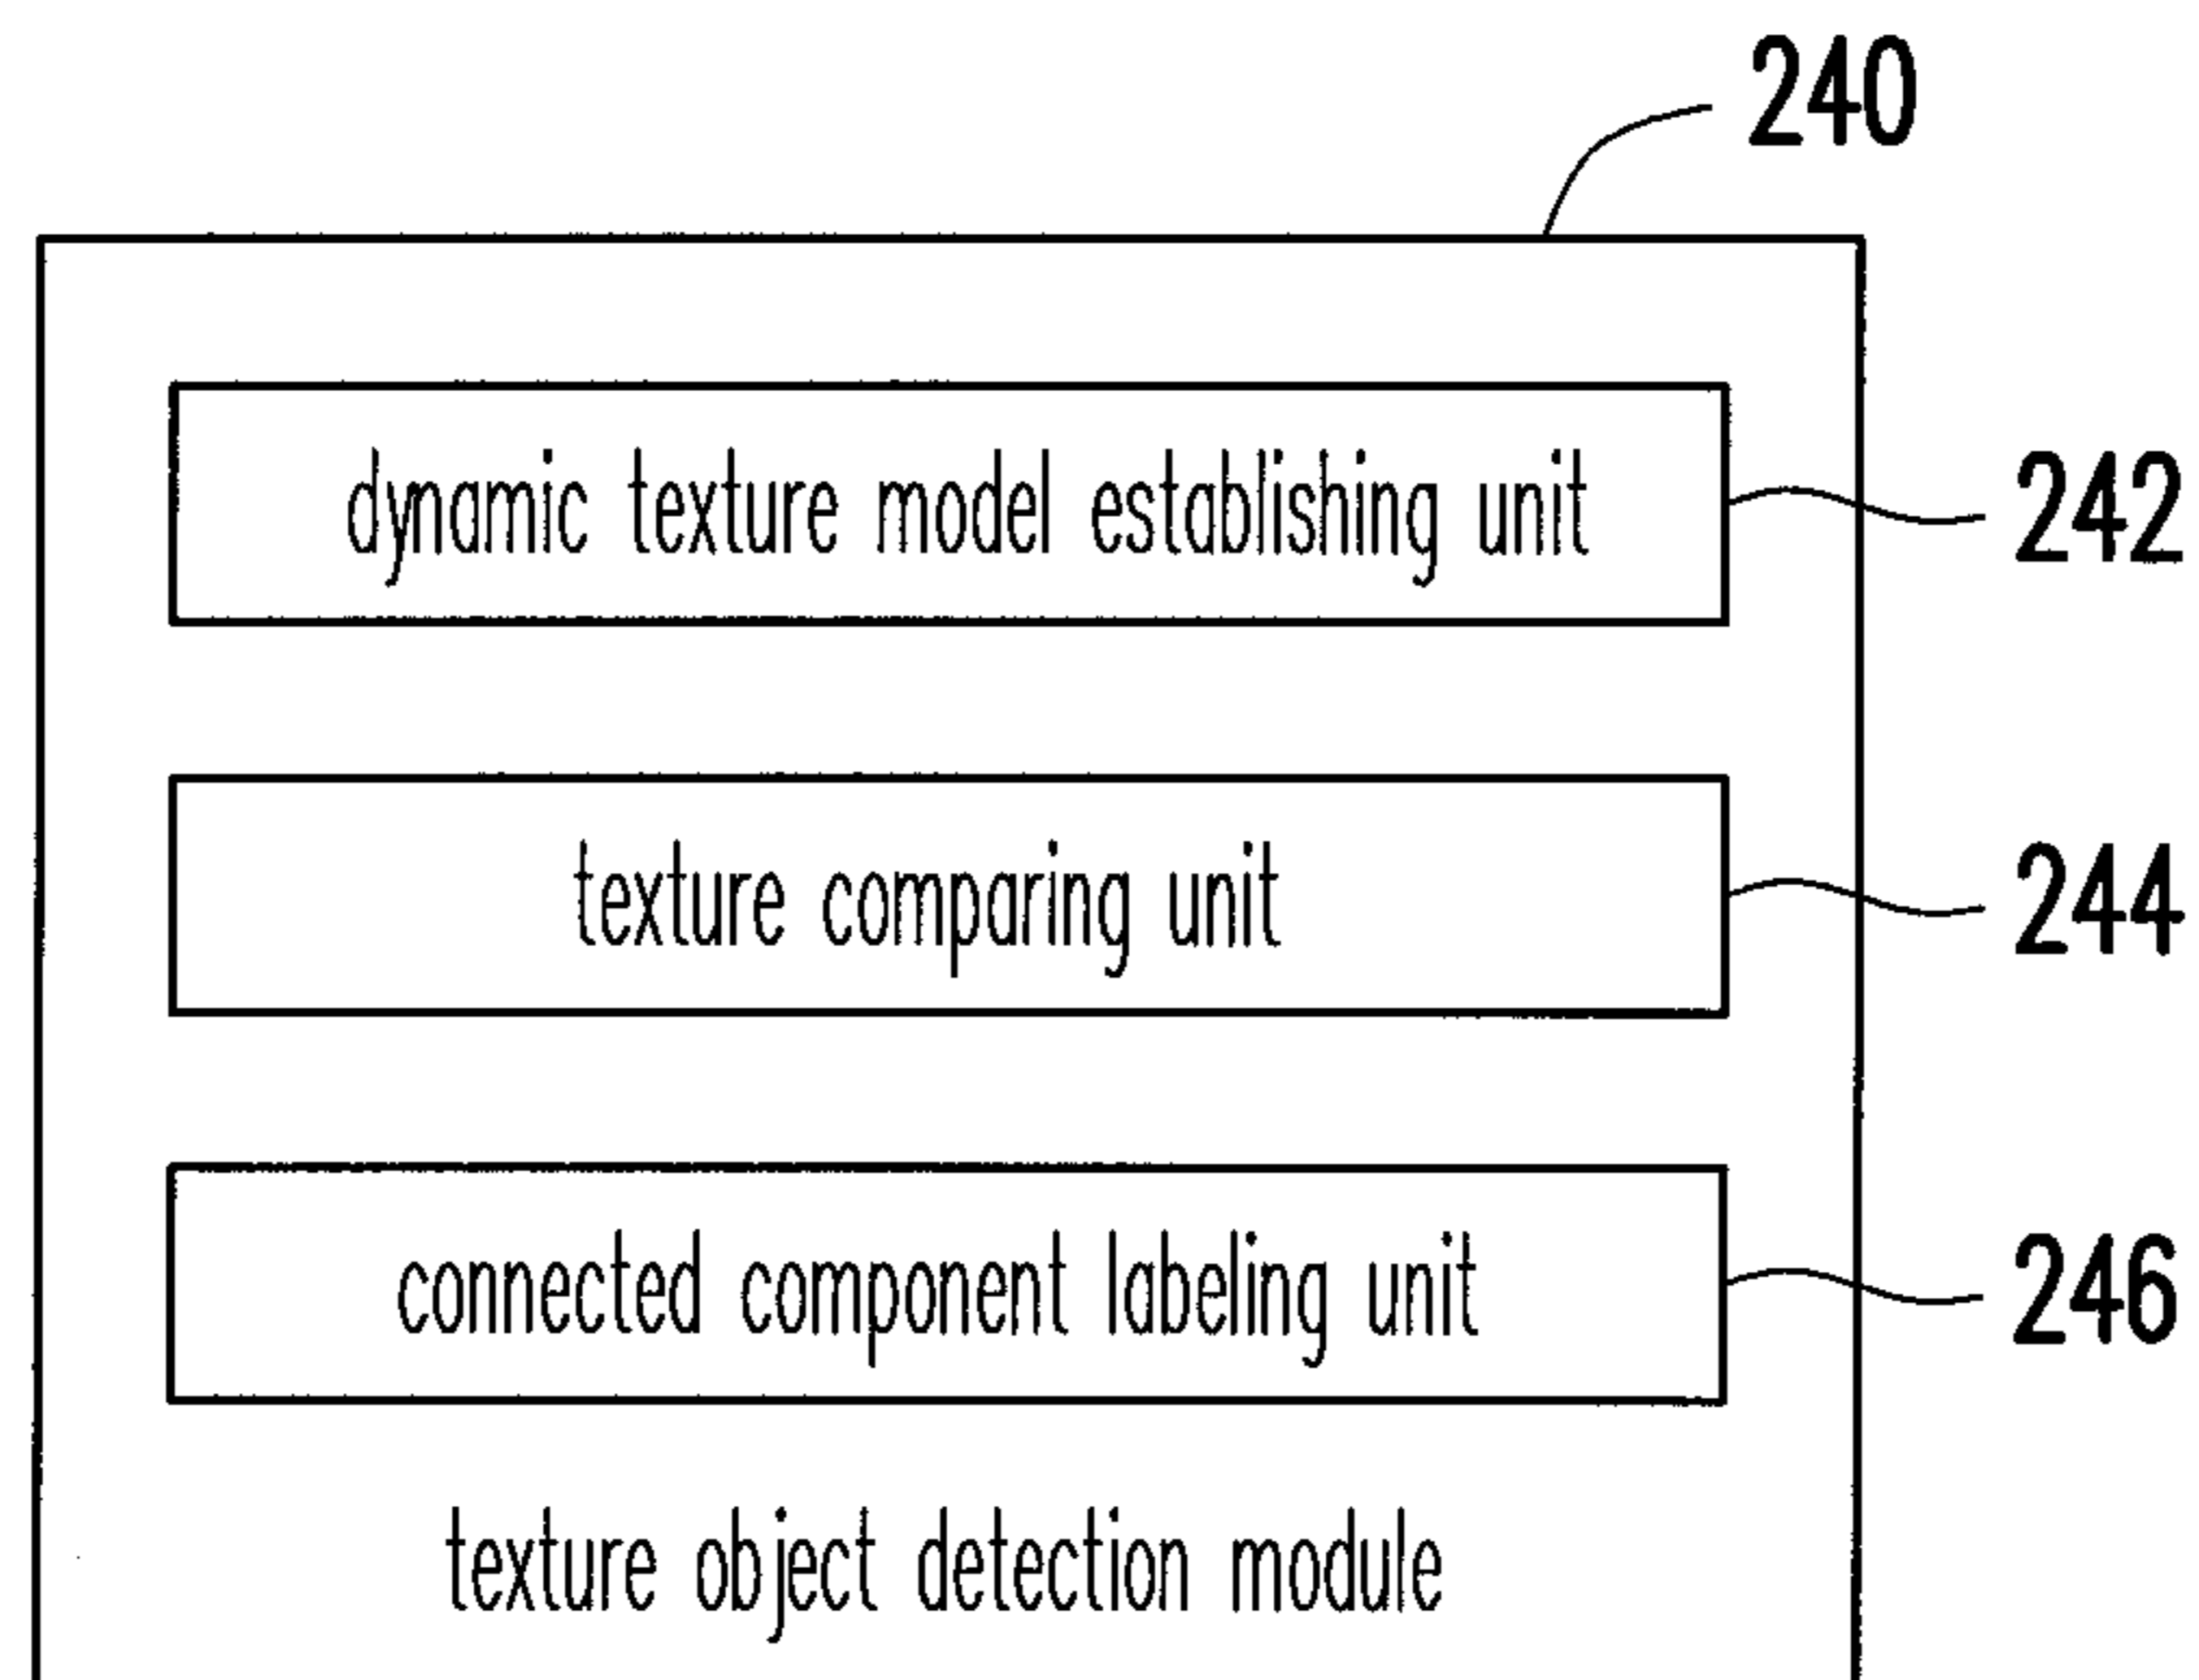 240
dynamic texture model establishing unit
242
texture comparing unit
244
connected component labeling unit
246
texture object detection module